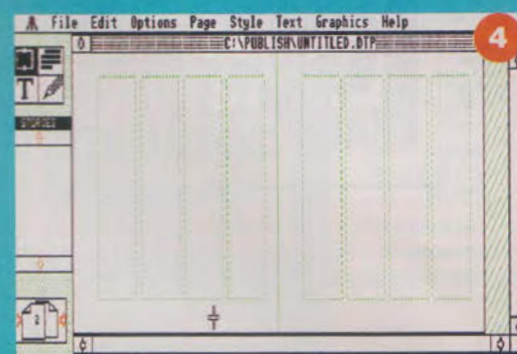 File Edit Options Page Style Text Graphics Help
C:\PUBLISH\UNTITLED.DTP
4
T
STORIES
2